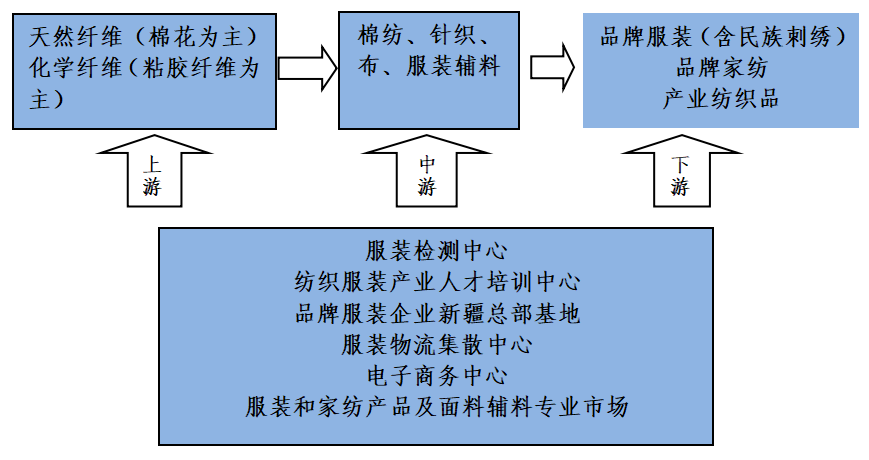 天然纤维（棉花为主）
化学纤维（粘胶纤维为
主）
棉纺、针织、
布、服装辅料
品牌服装（含民族刺绣）
品牌家纺
产业纺织品
上
游
中
游
下
游
服装检测中心
纺织服装产业人才培训中心
品牌服装企业新疆总部基地
服装物流集散中心
电子商务中心
服装和家纺产品及面料辅料专业市场